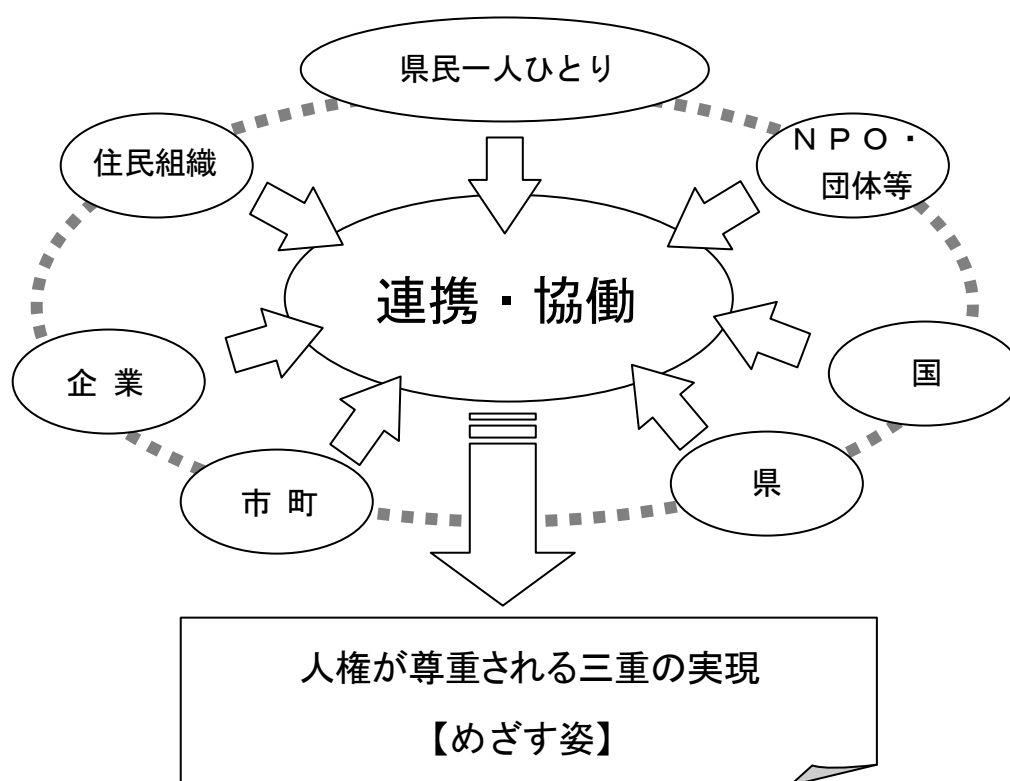 県民一人ひとり
住民組織
ＮＰＯ・
団体等
連携・協働
企 業
国
市 町
県
人権が尊重される三重の実現
【めざす姿】